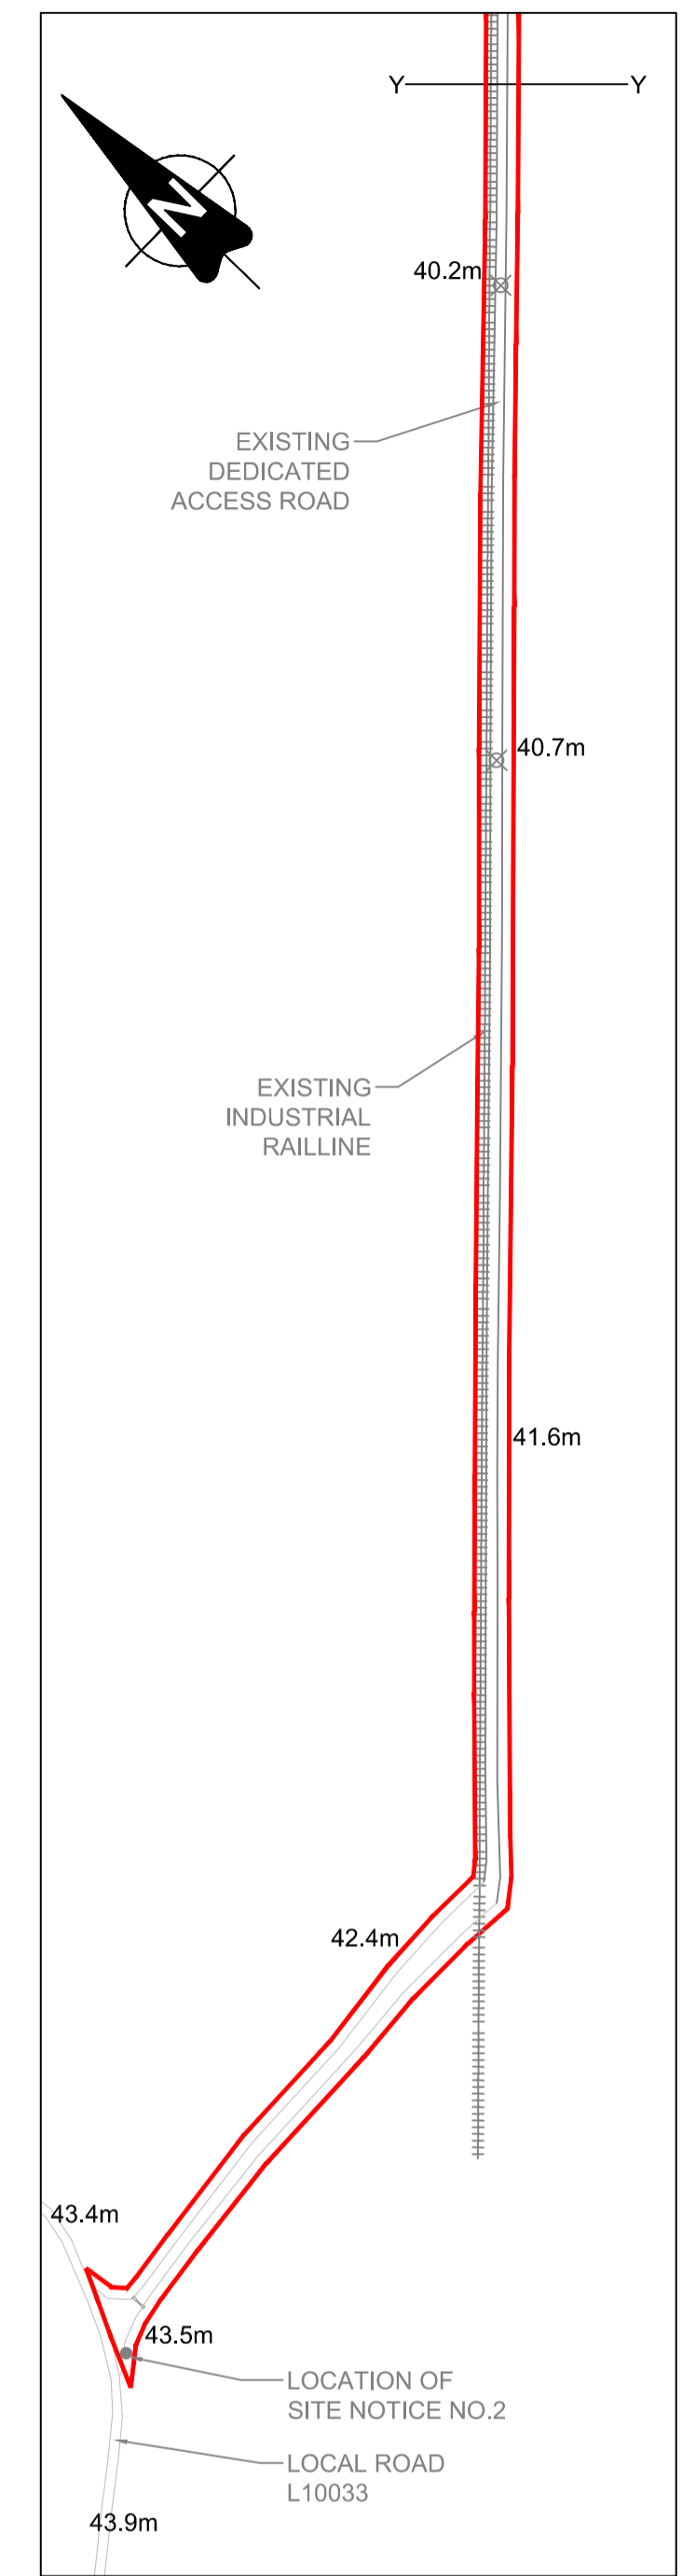 Y Y
N
40.2m
EXISTING
DEDICATED
ACCESS ROAD
40.7m
EXISTING
INDUSTRIAL
RAILLINE
41.6m
42.4m
43.4m
43.5m
LOCATION OF
SITE NOTICE NO.2
LOCAL ROAD
L10033
43.9m